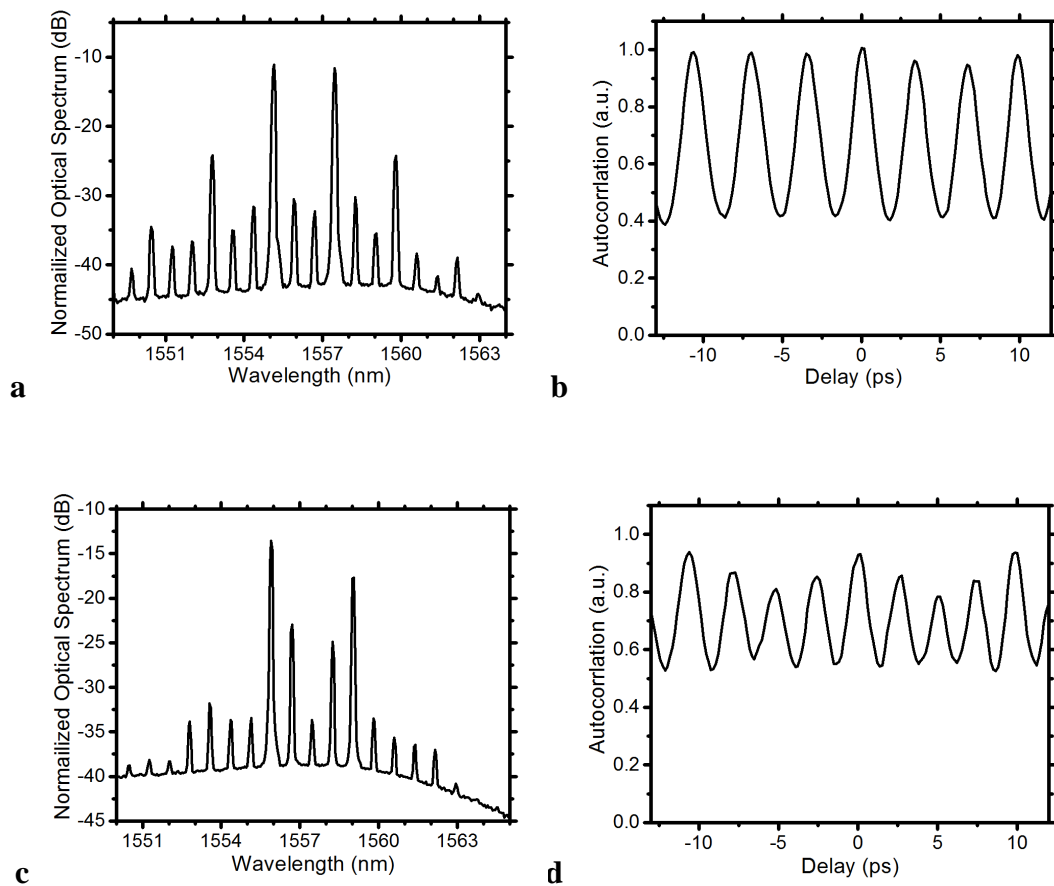 Normailized Optical Spectrum (dB)
-10
-20
-30
-40
-50
1551 1554 1557 1560 1563
Wavelength (nm)
a
Autocorrlation (a.u.)
1.0
0.8
0.6
0.4
0.2
0.0
-10 -5 0 5 10
Delay (ps)
b
Normailized Optical Spectrum (dB)
-10
-15
-20
-25
-30
-35
-40
-45
1551 1554 1557 1560 1563
Wavelength (nm)
c
Autocorrlation (a.u.)
1.0
0.8
0.6
0.4
0.2
0.0
-10 -5 0 5 10
Delay (ps)
d